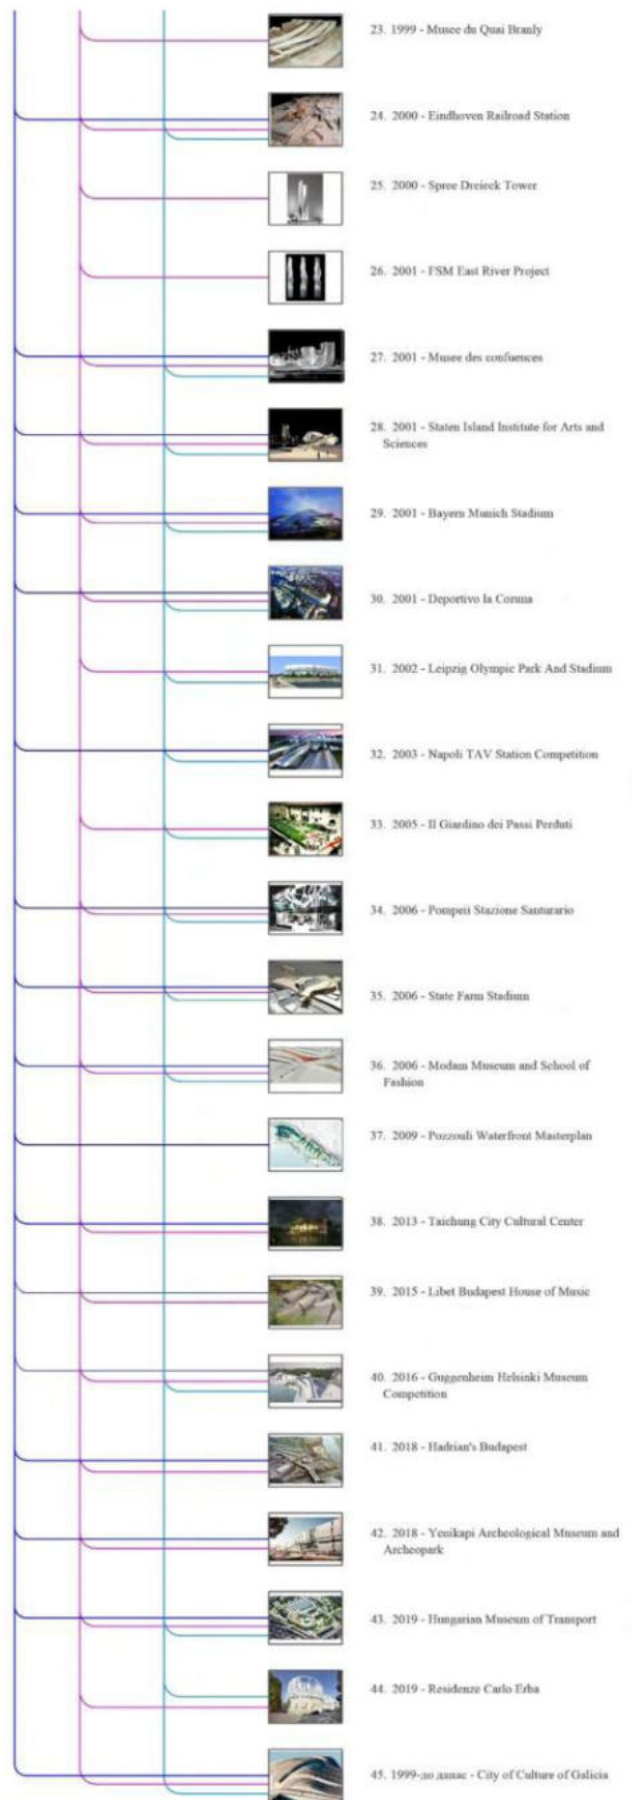 23. 1999 - Musee du Quai Branly
24. 2000 - Eindhoven Railroad Station
25. 2000 - Spree Dreieck Tower
26. 2001 - FSM East River Project
27. 2001 - Musee des confuences
28. 2001 - Staten Island Institute for Arts and
Sciences
29. 2001 - Bayern Munich Stadium
30. 2001 - Deportivo la Coruna
31. 2002 - Leipzig Olympic Park And Stadium
32. 2003 - Napoli TAV Station Competition
33. 2005 - Il Giardino dei Passi Perduti
34. 2006 - Pompeii Stazione Santurario
35. 2006 - State Farm Stadium
36. 2006 - Modam Museum and School of
Fashion
37. 2009 - Pozzouli Waterfront Masterplan
38. 2013 - Taichung City Cultural Center
39. 2015 - Libet Budapest House of Music
40. 2016 - Guggenheim Helsinki Museum
Competition
41. 2018 - Hadrian's Budapest
42. 2018 - Yenikapi Archeological Museum and
Archeopark
43. 2019 - Hungarian Museum of Transport
44. 2019 - Residenze Carlo Erba
45. 1999-до данас - City of Culture of Galicia